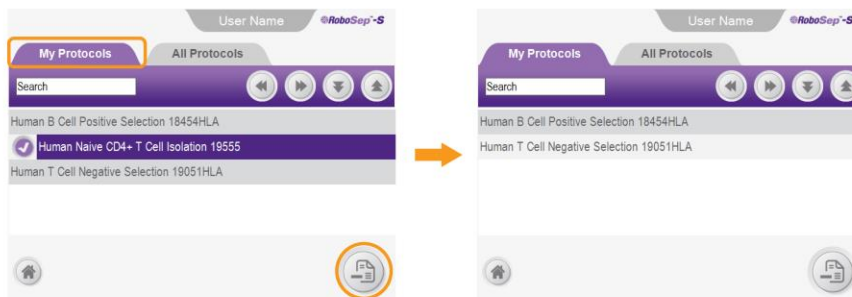 User Name RoboSep®-S
My Protocols All Protocols
Search
Human B Cell Positive Selection 18454HLA
Human Naive CD4+ T Cell Isolation 19555
Human T Cell Negative Selection 19051HLA
User Name RoboSep®-S
My Protocols All Protocols
Search
Human B Cell Positive Selection 18454HLA
Human T Cell Negative Selection 19051HLA